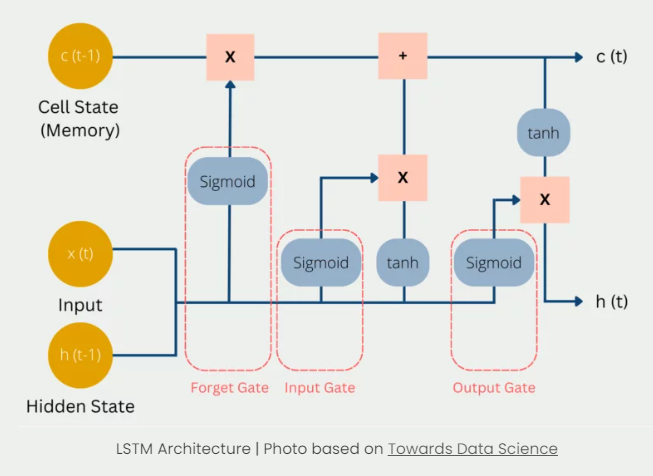 c (t-1)
X
+
c (t)
Cell State
(Memory)
tanh
Sigmoid
X
X
x (t)
Sigmoid
tanh
Sigmoid
Input
h (t)
h (t-1)
Forget Gate
Input Gate
Output Gate
Hidden State
LSTM Architecture | Photo based on Towards Data Science